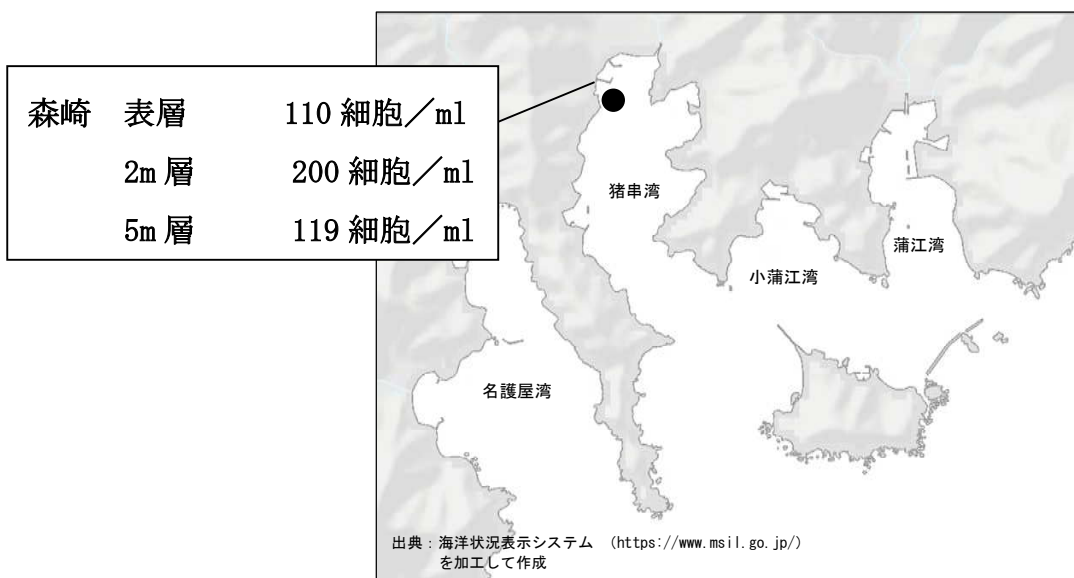 森崎 表層 110 細胞／ml
2m 層 200 細胞／ml
5m 層 119 細胞／ml
猪串湾
蒲江湾
小蒲江湾
名護屋湾
出典：海洋状況表示システム (https://www.msil.go.jp/)
を加工して作成